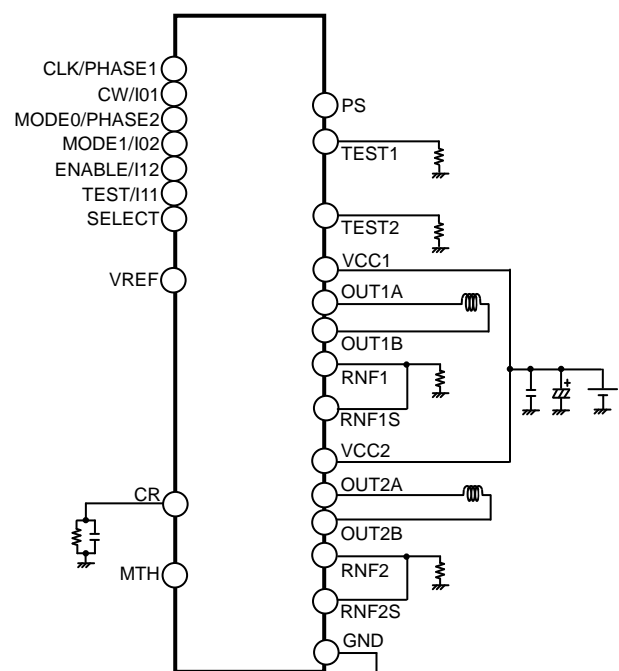 CLK/PHASE1
CW/I01
MODE0/PHASE2
MODE1/I02
ENABLE/I12
TEST/I11
SELECT
VREF
CR
MTH
PS
TEST1
TEST2
VCC1
OUT1A
OUT1B
RNF1
RNF1S
VCC2
OUT2A
OUT2B
RNF2
RNF2S
GND
+